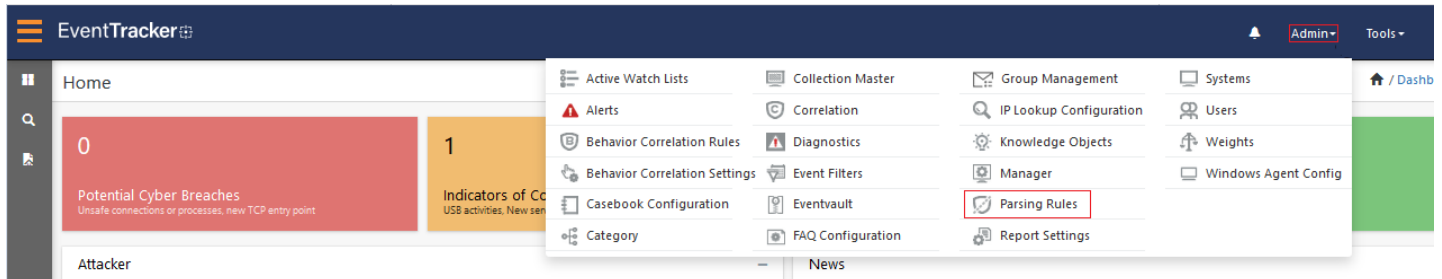 EventTracker
Admin
Tools
Home
/ Dashb
Active Watch Lists
Collection Master
Group Management
Systems
Alerts
Correlation
IP Lookup Configuration
Users
Behavior Correlation Rules
Diagnostics
Knowledge Objects
Weights
Behavior Correlation Settings
Event Filters
Manager
Windows Agent Config
Casebook Configuration
Eventvault
Parsing Rules
Category
FAQ Configuration
Report Settings
0
Potential Cyber Breaches
Unsafe connections or processes, new TCP entry point
1
Indicators of Co
USB activities, New ser
Attacker
News